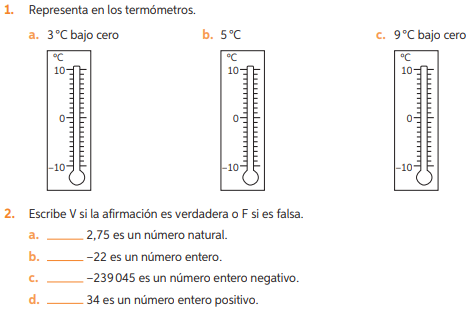 1. Representa en los termómetros.
a. 3 °C bajo cero b. 5 °C c. 9 °C bajo cero
°C °C °C
10 10 10
0 0 0
–10 –10 –10
2. Escribe V si la afirmación es verdadera o F si es falsa.
a. ______ 2,75 es un número natural.
b. ______ –22 es un número entero.
c. ______ –239 045 es un número entero negativo.
d. ______ 34 es un número entero positivo.